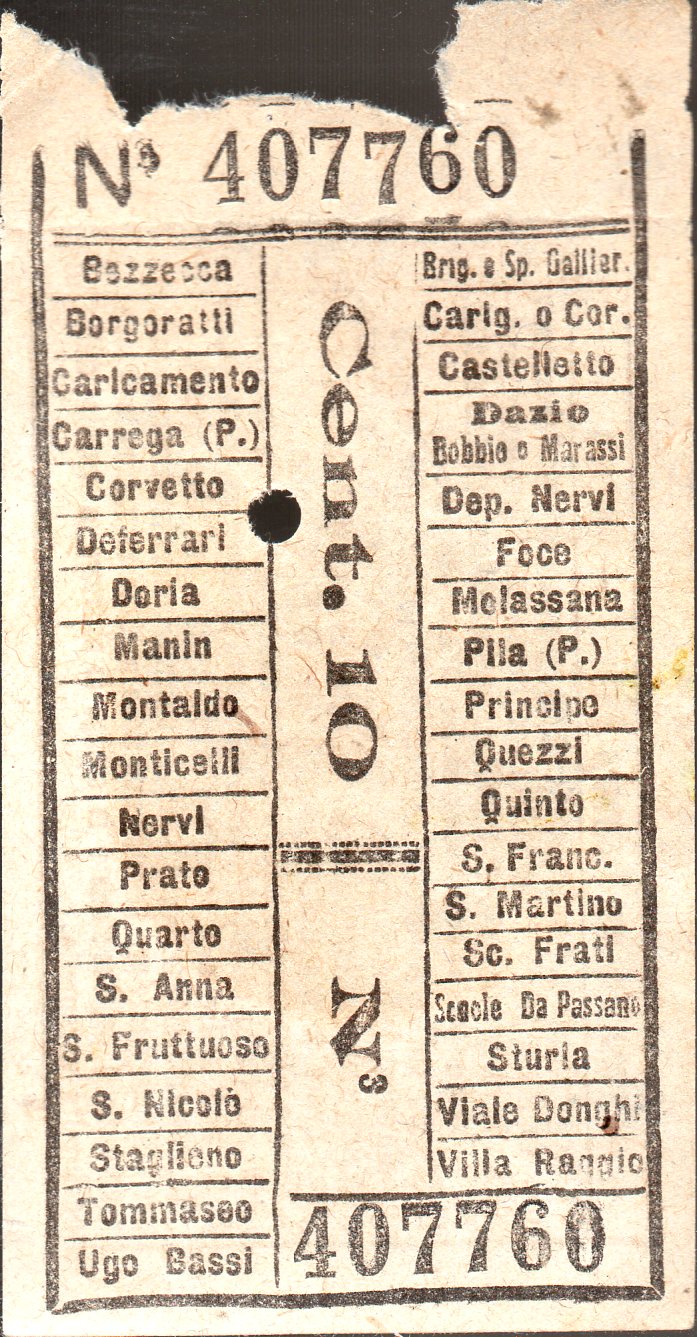 Nº 407760
Bezzecca
Borgoratti
Caricamento
Carrega (P.)
Corvetto
Deferrari
Doria
Manin
Montaldo
Monticelli
Nervi
Prato
Quarto
S. Anna
S. Fruttuoso
S. Nicolò
Staglieno
Tommaseo
Ugo Bassi
Cent. 10
Nº
Brig. e Sp. Gallier.
Carig. o Cor.
Castelletto
Dazio
Bobbio o Marassi
Dep. Nervi
Foce
Molassana
Pila (P.)
Principe
Quezzi
Quinto
S. Franc.
S. Martino
Sc. Frati
Scuole Da Passano
Sturla
Viale Donghi
Villa Raggio
407760